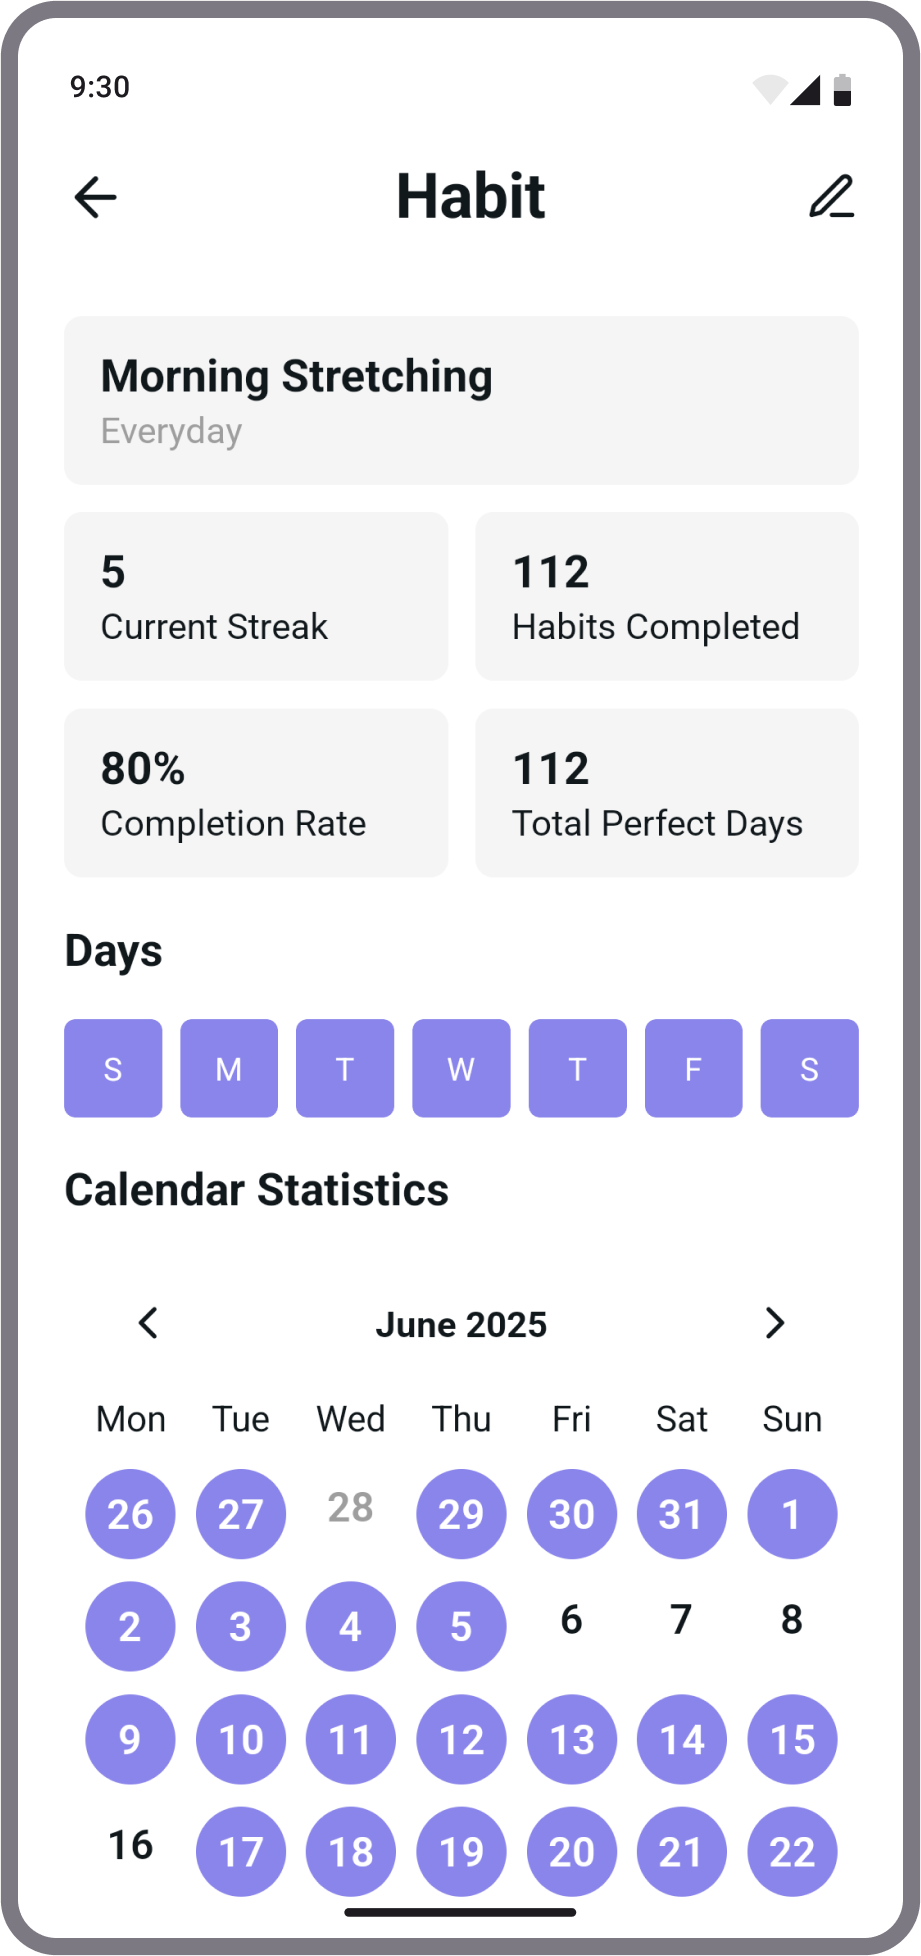 9:30
Habit
Morning Stretching
Everyday
5
Current Streak
112
Habits Completed
80%
Completion Rate
112
Total Perfect Days
Days
S M T W T F S
Calendar Statistics
June 2025
Mon Tue Wed Thu Fri Sat Sun
26 27 28 29 30 31 1
2 3 4 5 6 7 8
9 10 11 12 13 14 15
16 17 18 19 20 21 22